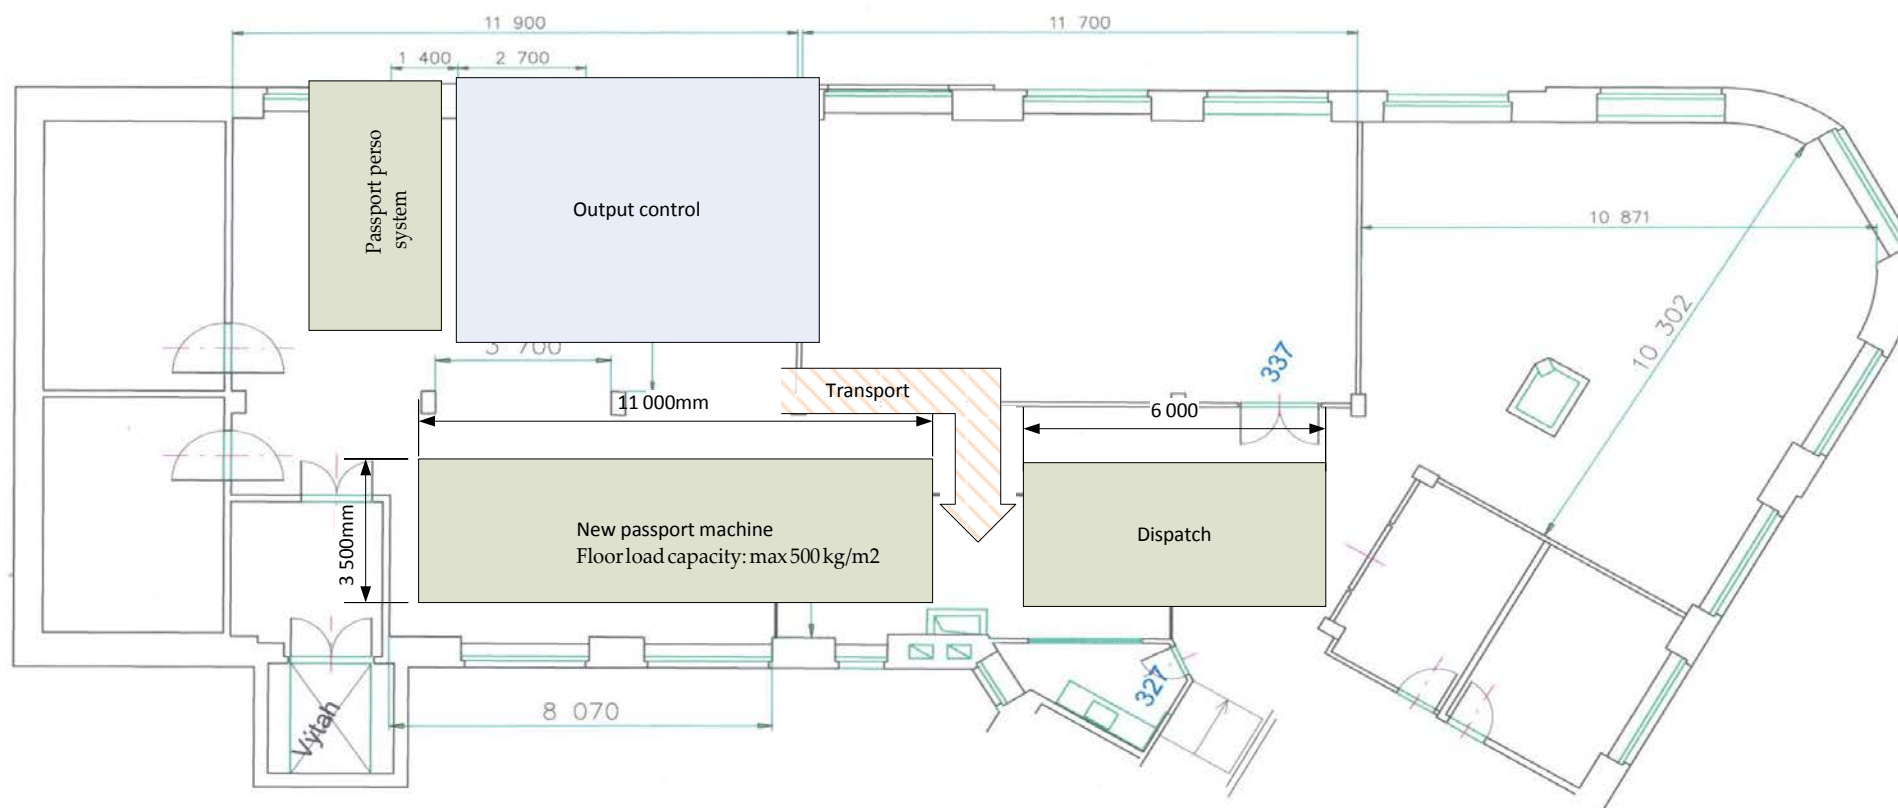 11 900
11 700
1 400
2 700
Passport perso
system
Output control
10 871
10 302
3 700
337
Transport
11 000mm
6 000
3 500mm
New passport machine
Floor load capacity: max 500 kg/m2
Dispatch
327
8 070
Výtah